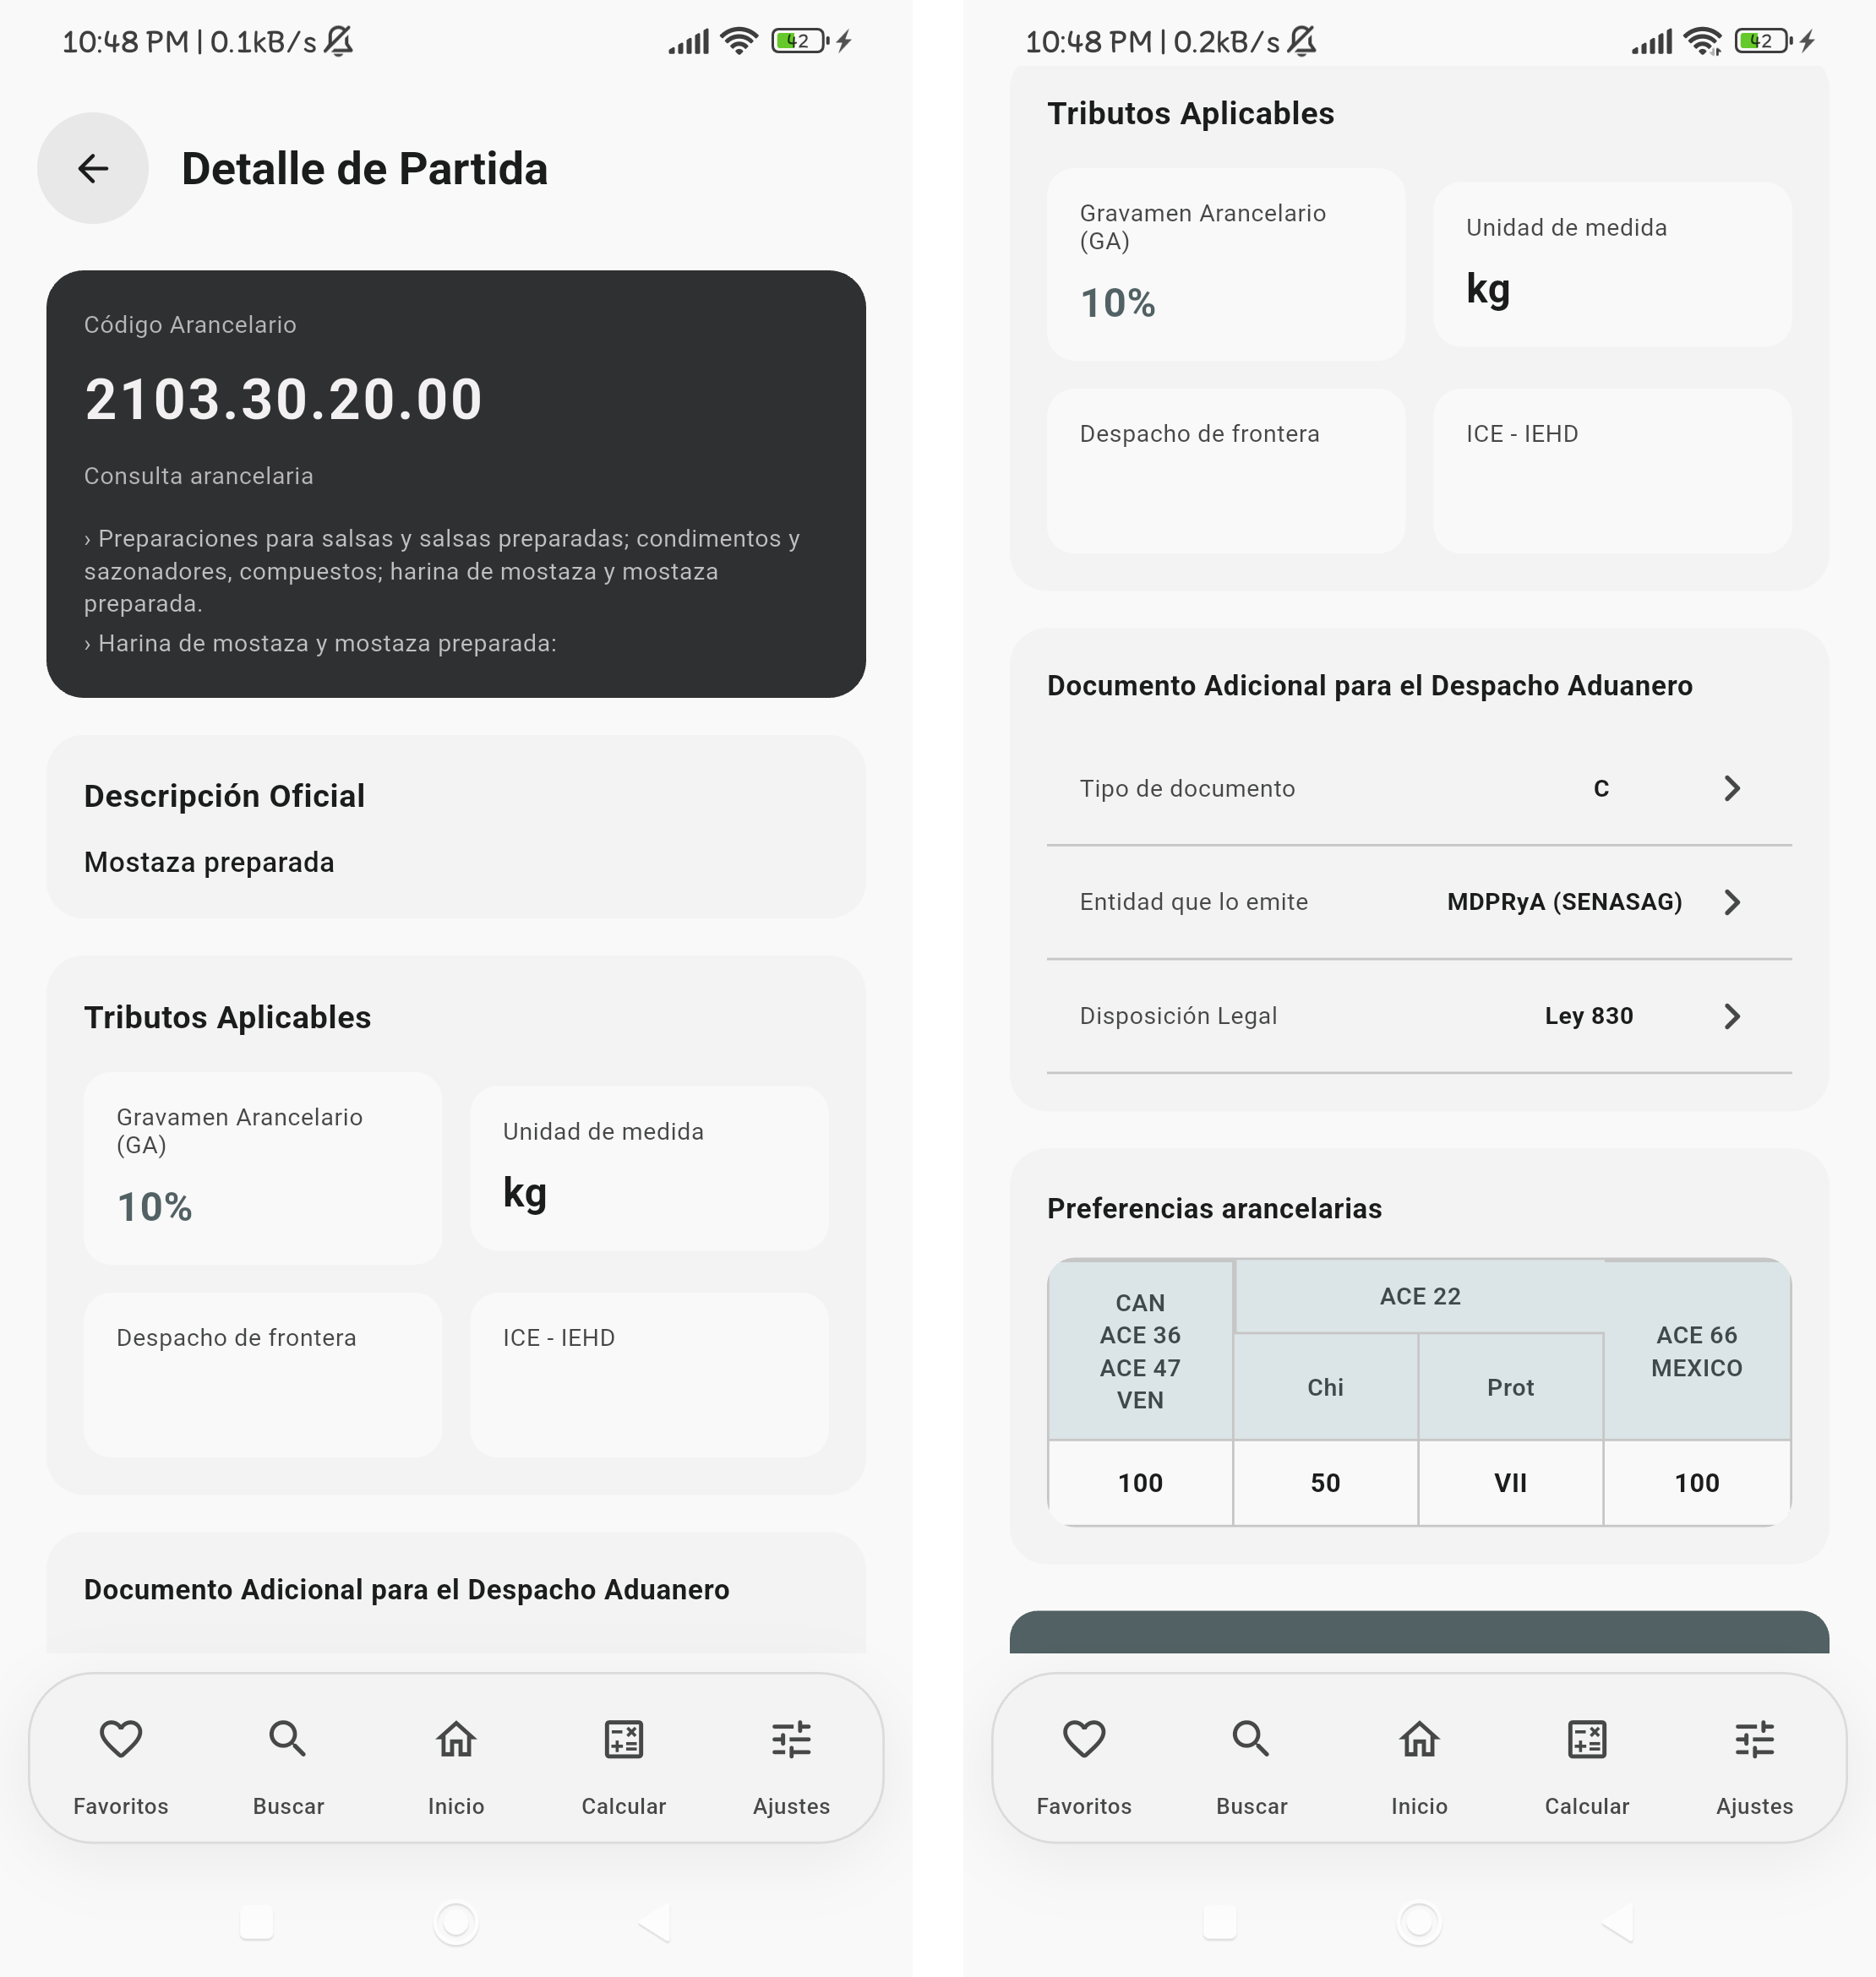 10:48 PM | 0.1kB/s
42
Detalle de Partida
Código Arancelario
2103.30.20.00
Consulta arancelaria
› Preparaciones para salsas y salsas preparadas; condimentos y
sazonadores, compuestos; harina de mostaza y mostaza
preparada.
› Harina de mostaza y mostaza preparada:
Descripción Oficial
Mostaza preparada
Tributos Aplicables
Gravamen Arancelario
(GA)
10%
Unidad de medida
kg
Despacho de frontera
ICE - IEHD
Documento Adicional para el Despacho Aduanero
Favoritos
Buscar
Inicio
Calcular
Ajustes
10:48 PM | 0.2kB/s
42
Tributos Aplicables
Gravamen Arancelario
(GA)
10%
Unidad de medida
kg
Despacho de frontera
ICE - IEHD
Documento Adicional para el Despacho Aduanero
Tipo de documento
C
Entidad que lo emite
MDPRyA (SENASAG)
Disposición Legal
Ley 830
Preferencias arancelarias
CAN
ACE 36
ACE 47
VEN
ACE 22
Chi
Prot
ACE 66
MEXICO
100
50
VII
100
Favoritos
Buscar
Inicio
Calcular
Ajustes